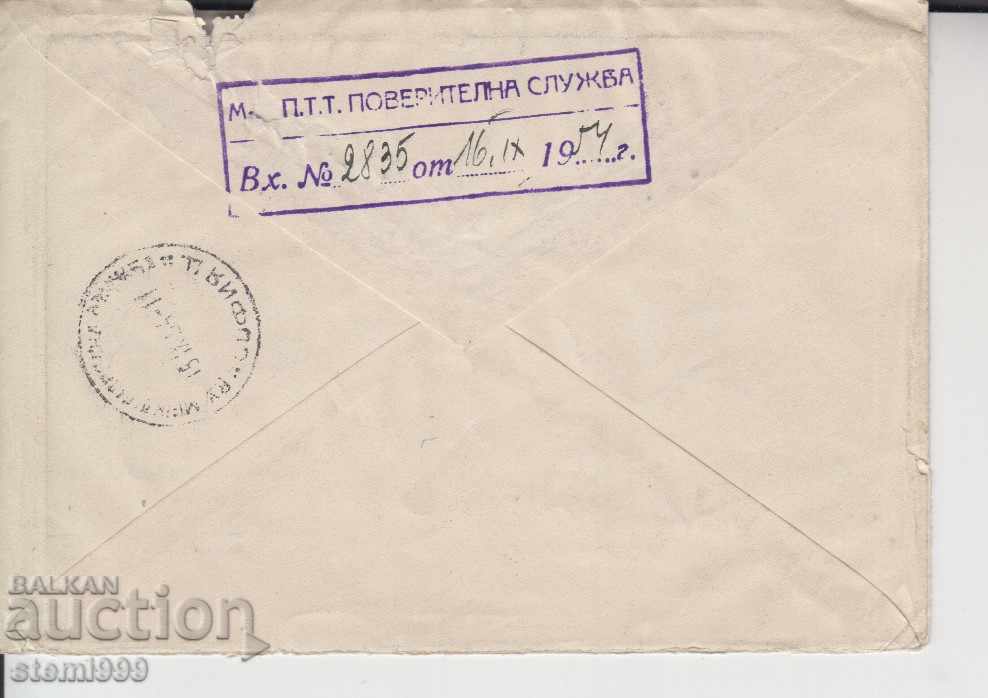 М- П.Т.Т. ПОВЕРИТЕЛНА СЛУЖБА
Вх. № 2835 от 16.IX 1954 г.
BALKAN
auction
stemi999